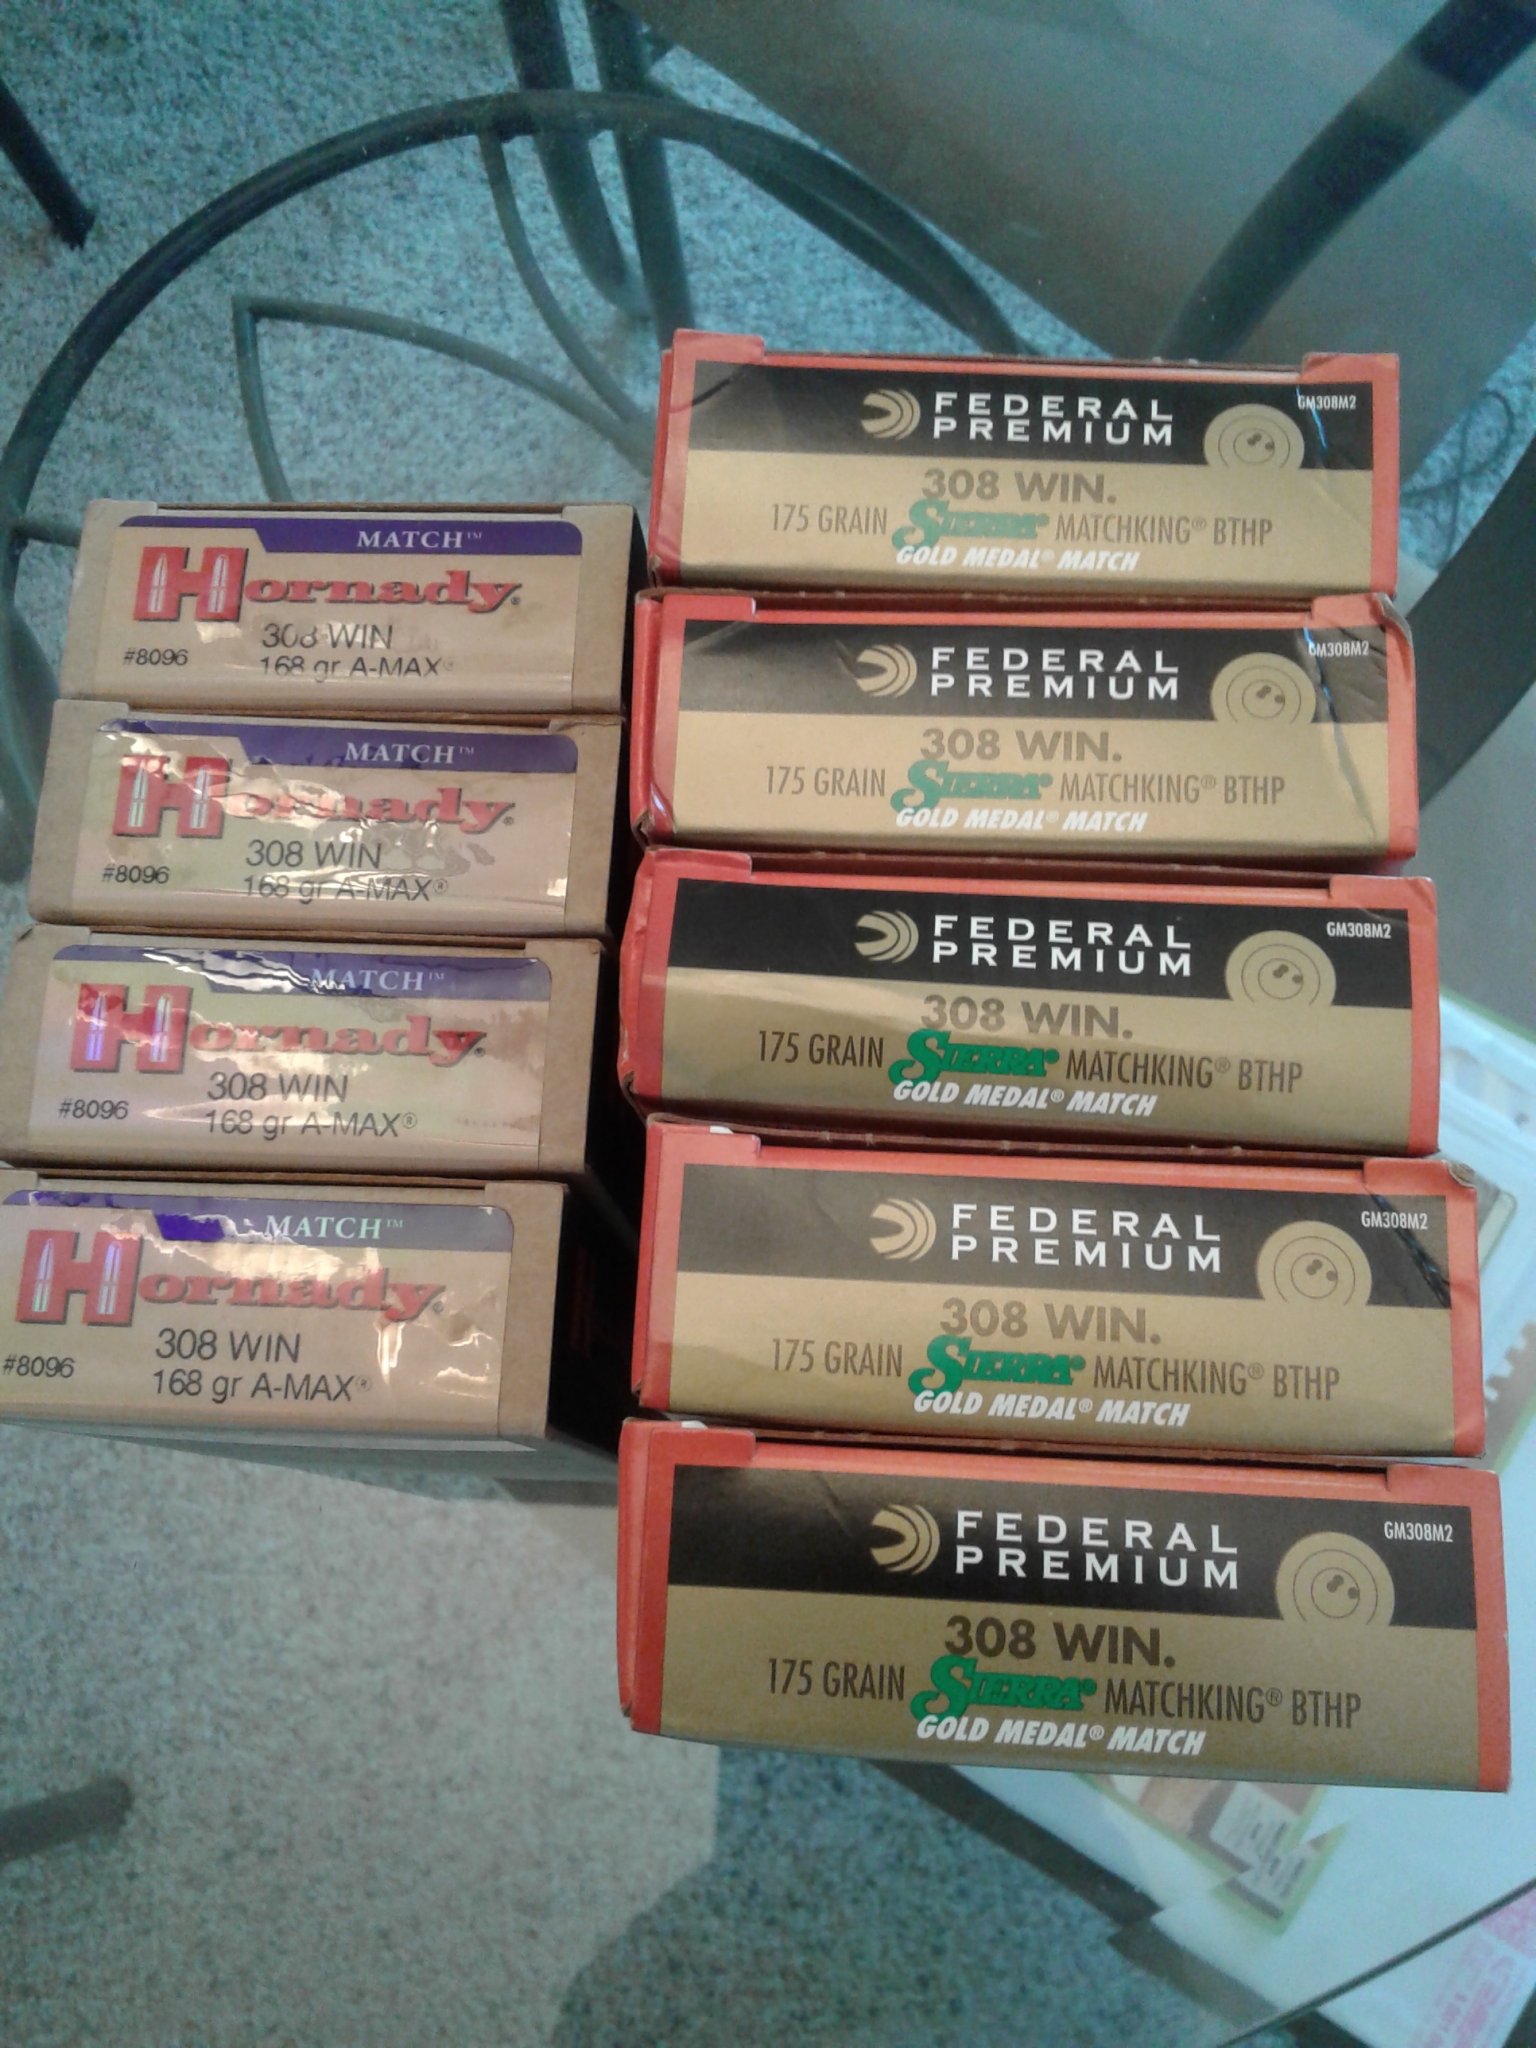 MATCH™
Hornady®
308 WIN
#8096
168 gr A-MAX®
MATCH™
Hornady®
308 WIN
#8096
168 gr A-MAX®
MATCH™
Hornady®
308 WIN
#8096
168 gr A-MAX®
MATCH™
Hornady®
308 WIN
#8096
168 gr A-MAX®
GM308M2
FEDERAL
PREMIUM
308 WIN.
175 GRAIN SIERRA® MATCHKING® BTHP
GOLD MEDAL® MATCH
GM308M2
FEDERAL
PREMIUM
308 WIN.
175 GRAIN SIERRA® MATCHKING® BTHP
GOLD MEDAL® MATCH
GM308M2
FEDERAL
PREMIUM
308 WIN.
175 GRAIN SIERRA® MATCHKING® BTHP
GOLD MEDAL® MATCH
GM308M2
FEDERAL
PREMIUM
308 WIN.
175 GRAIN SIERRA® MATCHKING® BTHP
GOLD MEDAL® MATCH
GM308M2
FEDERAL
PREMIUM
308 WIN.
175 GRAIN SIERRA® MATCHKING® BTHP
GOLD MEDAL® MATCH